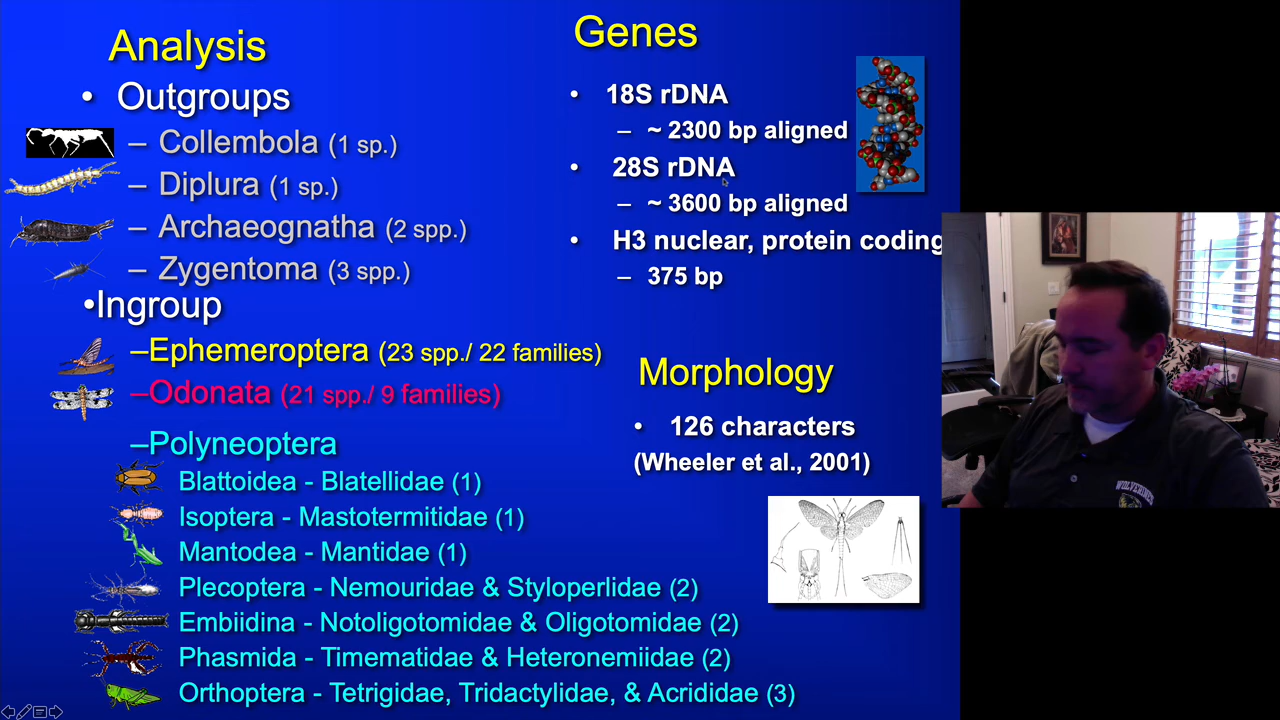 Analysis
• Outgroups
– Collembola (1 sp.)
– Diplura (1 sp.)
– Archaeognatha (2 spp.)
– Zygentoma (3 spp.)
•Ingroup
–Ephemeroptera (23 spp./ 22 families)
–Odonata (21 spp./ 9 families)
–Polyneoptera
Blattoidea - Blatellidae (1)
Isoptera - Mastotermitidae (1)
Mantodea - Mantidae (1)
Plecoptera - Nemouridae & Styloperlidae (2)
Embiidina - Notoligotomidae & Oligotomidae (2)
Phasmida - Timematidae & Heteronemiidae (2)
Orthoptera - Tetrigidae, Tridactylidae, & Acrididae (3)
Genes
• 18S rDNA
– ~ 2300 bp aligned
• 28S rDNA
– ~ 3600 bp aligned
• H3 nuclear, protein coding
– 375 bp
Morphology
• 126 characters
(Wheeler et al., 2001)
WOLVERINES